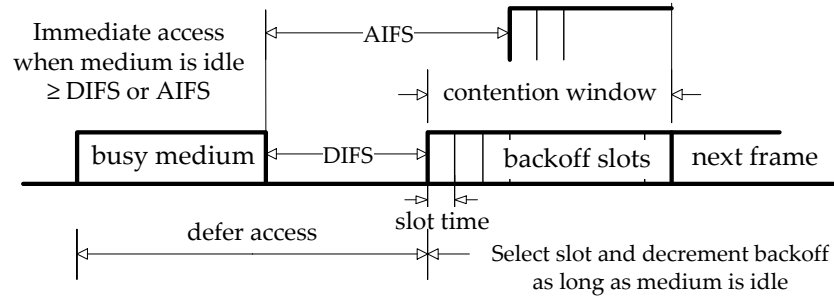 Immediate access
when medium is idle
≥ DIFS or AIFS
AIFS
contention window
busy medium
DIFS
backoff slots
next frame
slot time
defer access
Select slot and decrement backoff
as long as medium is idle